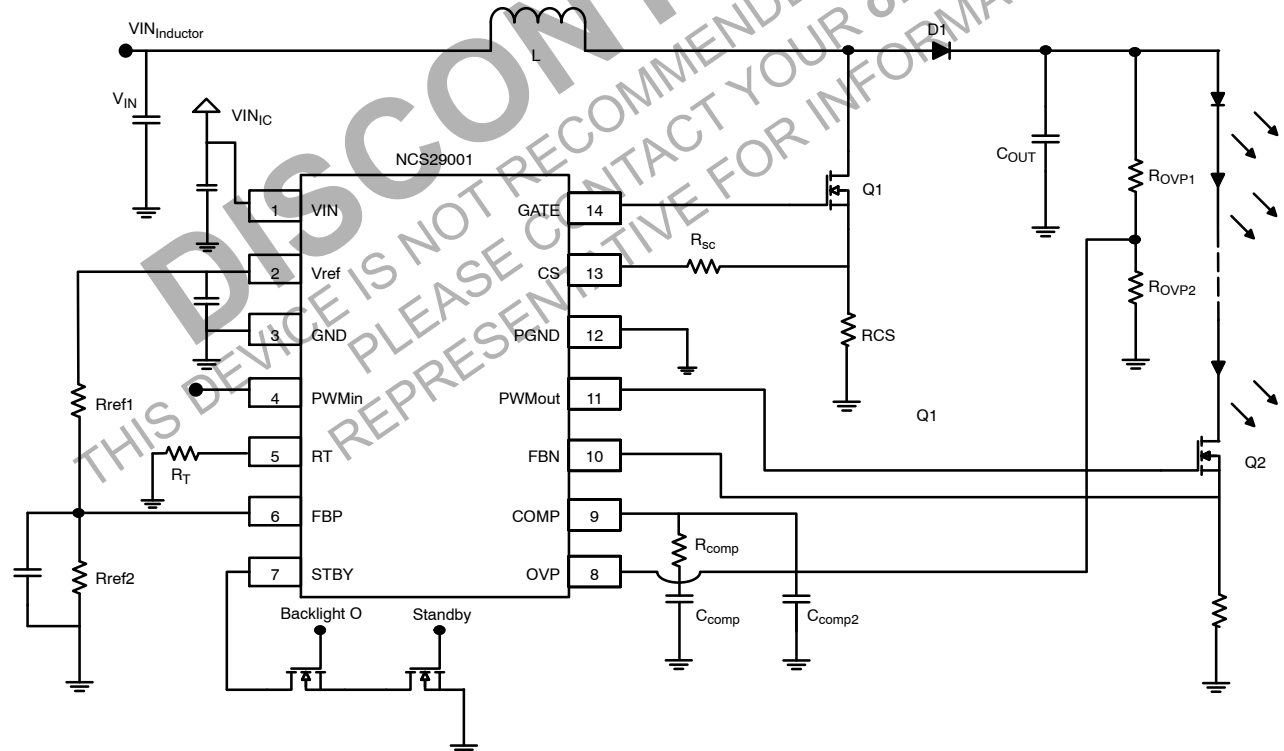 DISCONT
THIS DEVICE IS NOT RECOMMENDE
PLEASE CONTACT YOUR
REPRESENTATIVE FOR INFORMA
VINInductor
L
D1
VIN
VINIC
NCS29001
COUT
ROVP1
ROVP2
1 VIN
2 Vref
3 GND
4 PWMin
5 RT
6 FBP
7 STBY
GATE 14
CS 13
PGND 12
PWMout 11
FBN 10
COMP 9
OVP 8
Q1
Rsc
RCS
Q1
Q2
Rref1
RT
Rref2
Rcomp
Ccomp
Ccomp2
Backlight O
Standby